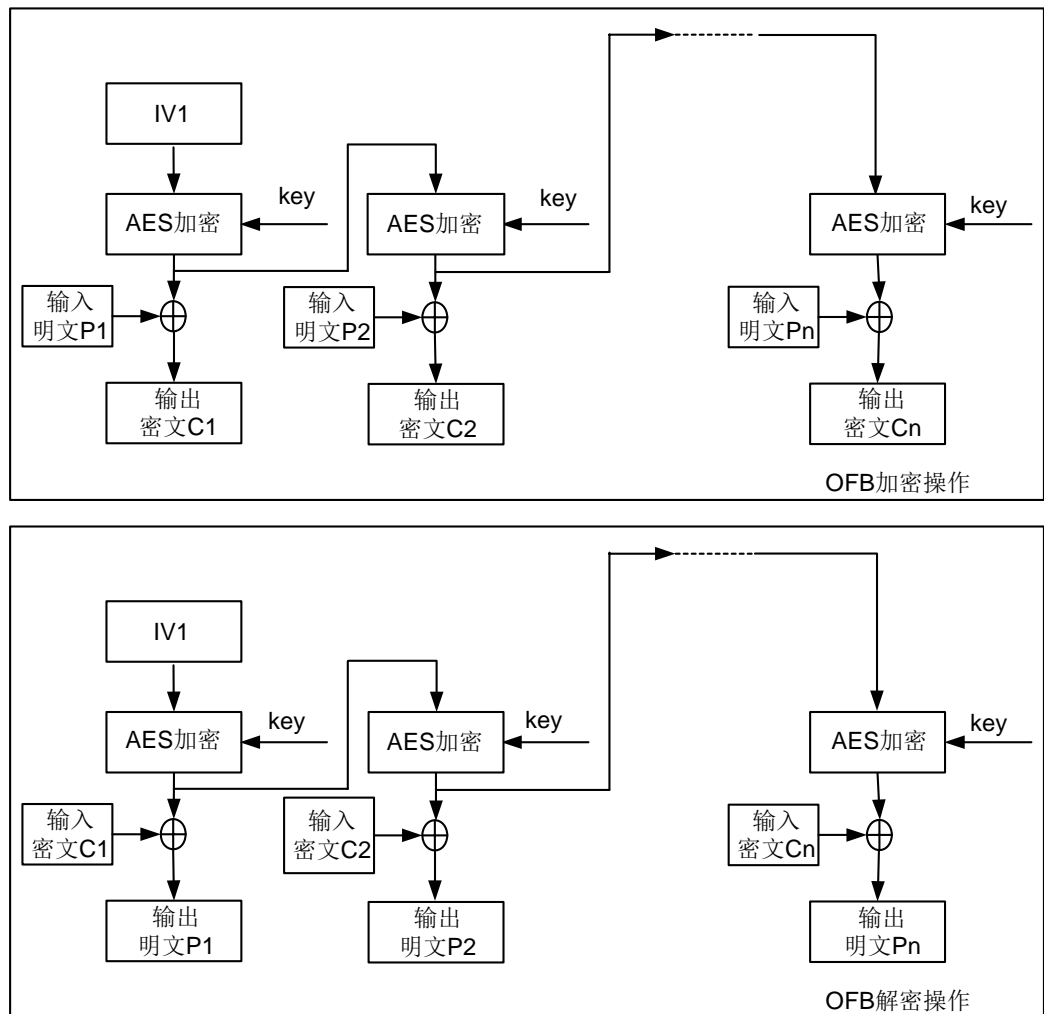 IV1
AES加密
key
AES加密
key
AES加密
key
输入
明文P1
输入
明文P2
输入
明文Pn
输出
密文C1
输出
密文C2
输出
密文Cn
OFB加密操作
IV1
AES加密
key
AES加密
key
AES加密
key
输入
密文C1
输入
密文C2
输入
密文Cn
输出
明文P1
输出
明文P2
输出
明文Pn
OFB解密操作